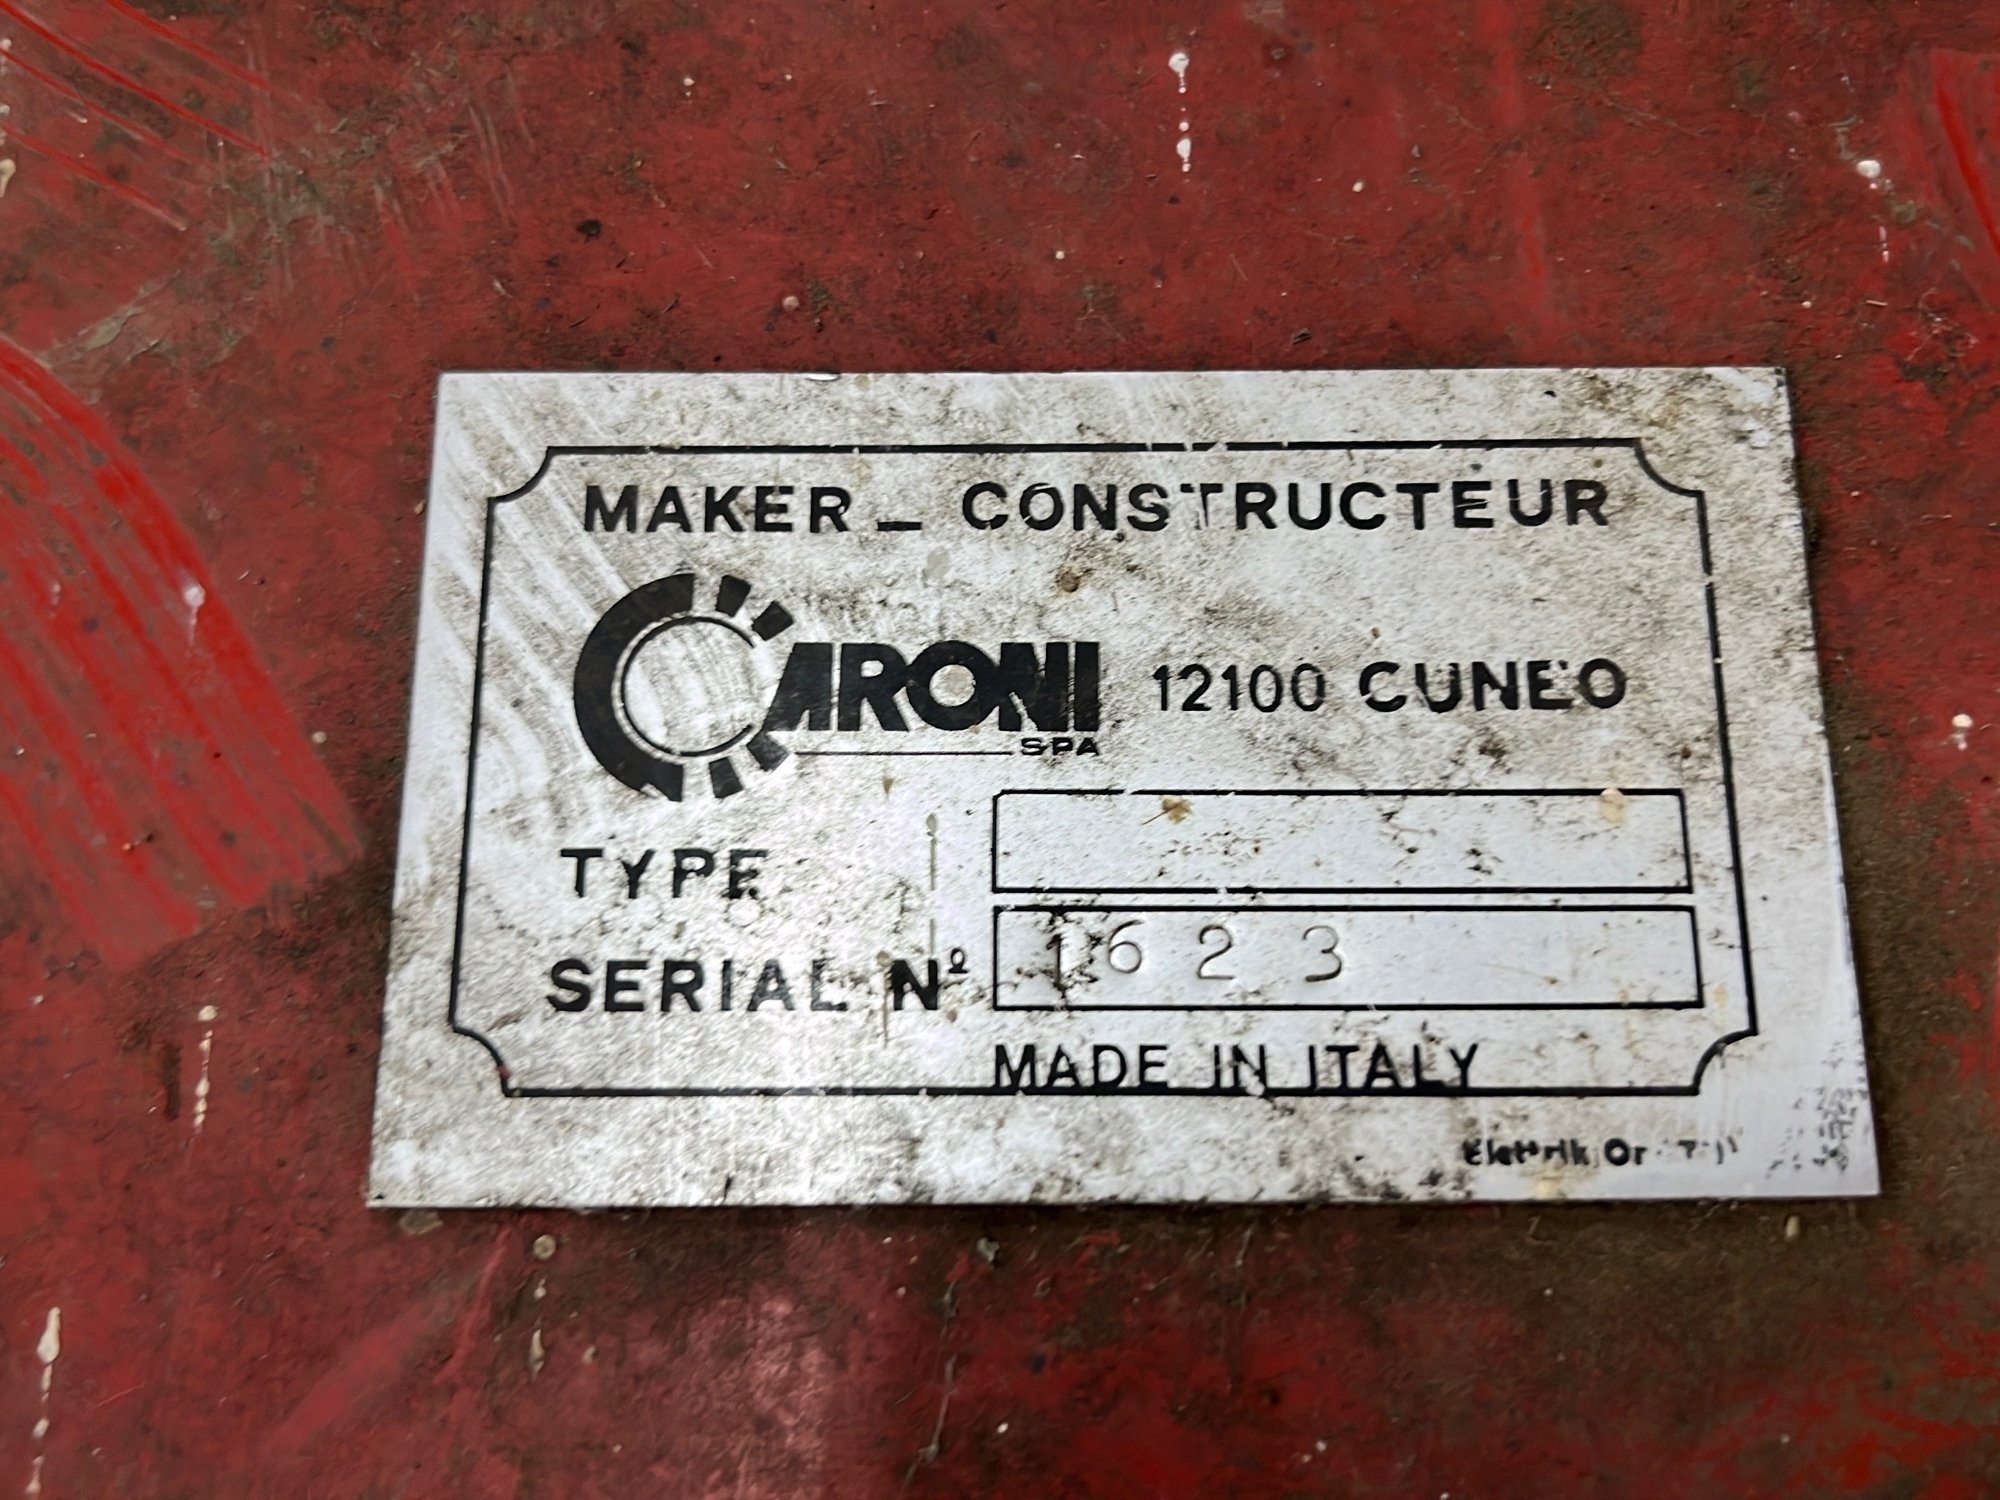 MAKER _ CONSTRUCTEUR
CARONI 12100 CUNEO
SPA
TYPE
SERIAL Nº 1623
MADE IN ITALY